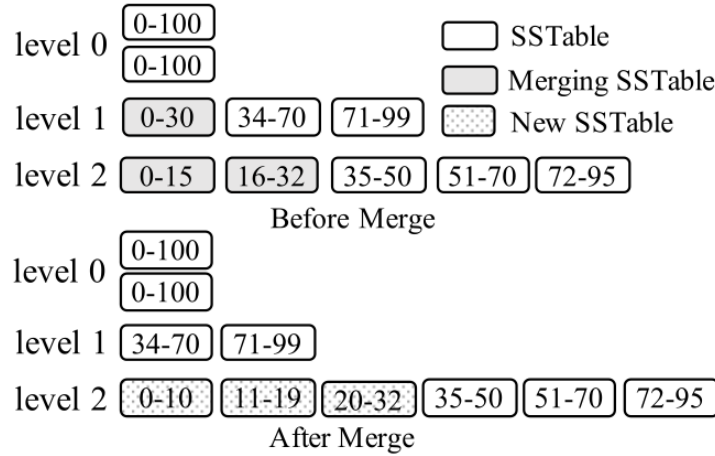 level 0
0-100
0-100
level 1 0-30 34-70 71-99
level 2 0-15 16-32 35-50 51-70 72-95
SSTable
Merging SSTable
New SSTable
Before Merge
level 0
0-100
0-100
level 1 34-70 71-99
level 2 0-10 11-19 20-32 35-50 51-70 72-95
After Merge